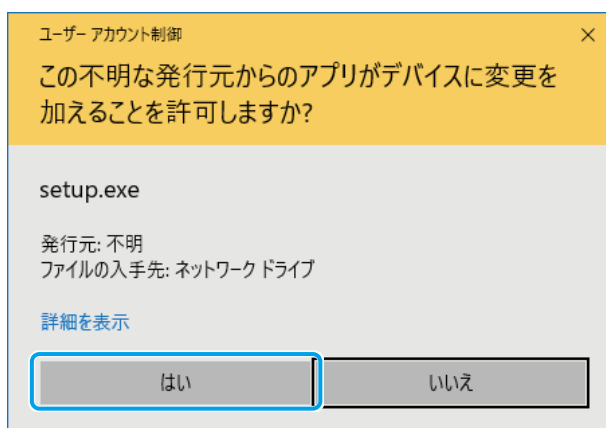 ユーザー アカウント制御
この不明な発行元からのアプリがデバイスに変更を
加えることを許可しますか?
setup.exe
発行元: 不明
ファイルの入手先: ネットワーク ドライブ
詳細を表示
はい
いいえ